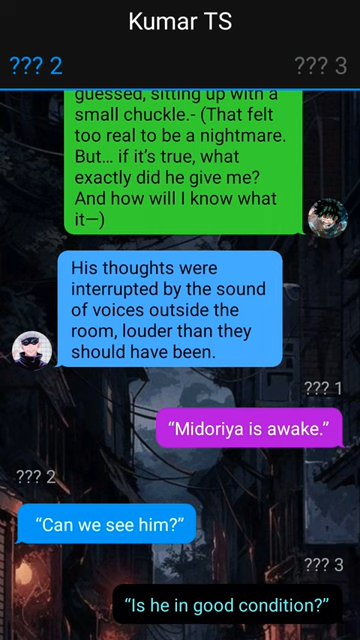 Kumar TS
??? 2
??? 3
guessed, sitting up with a
small chuckle.- (That felt
too real to be a nightmare.
But… if it’s true, what
exactly did he give me?
And how will I know what
it—)
His thoughts were
interrupted by the sound
of voices outside the
room, louder than they
should have been.
??? 1
“Midoriya is awake.”
??? 2
“Can we see him?”
??? 3
“Is he in good condition?”